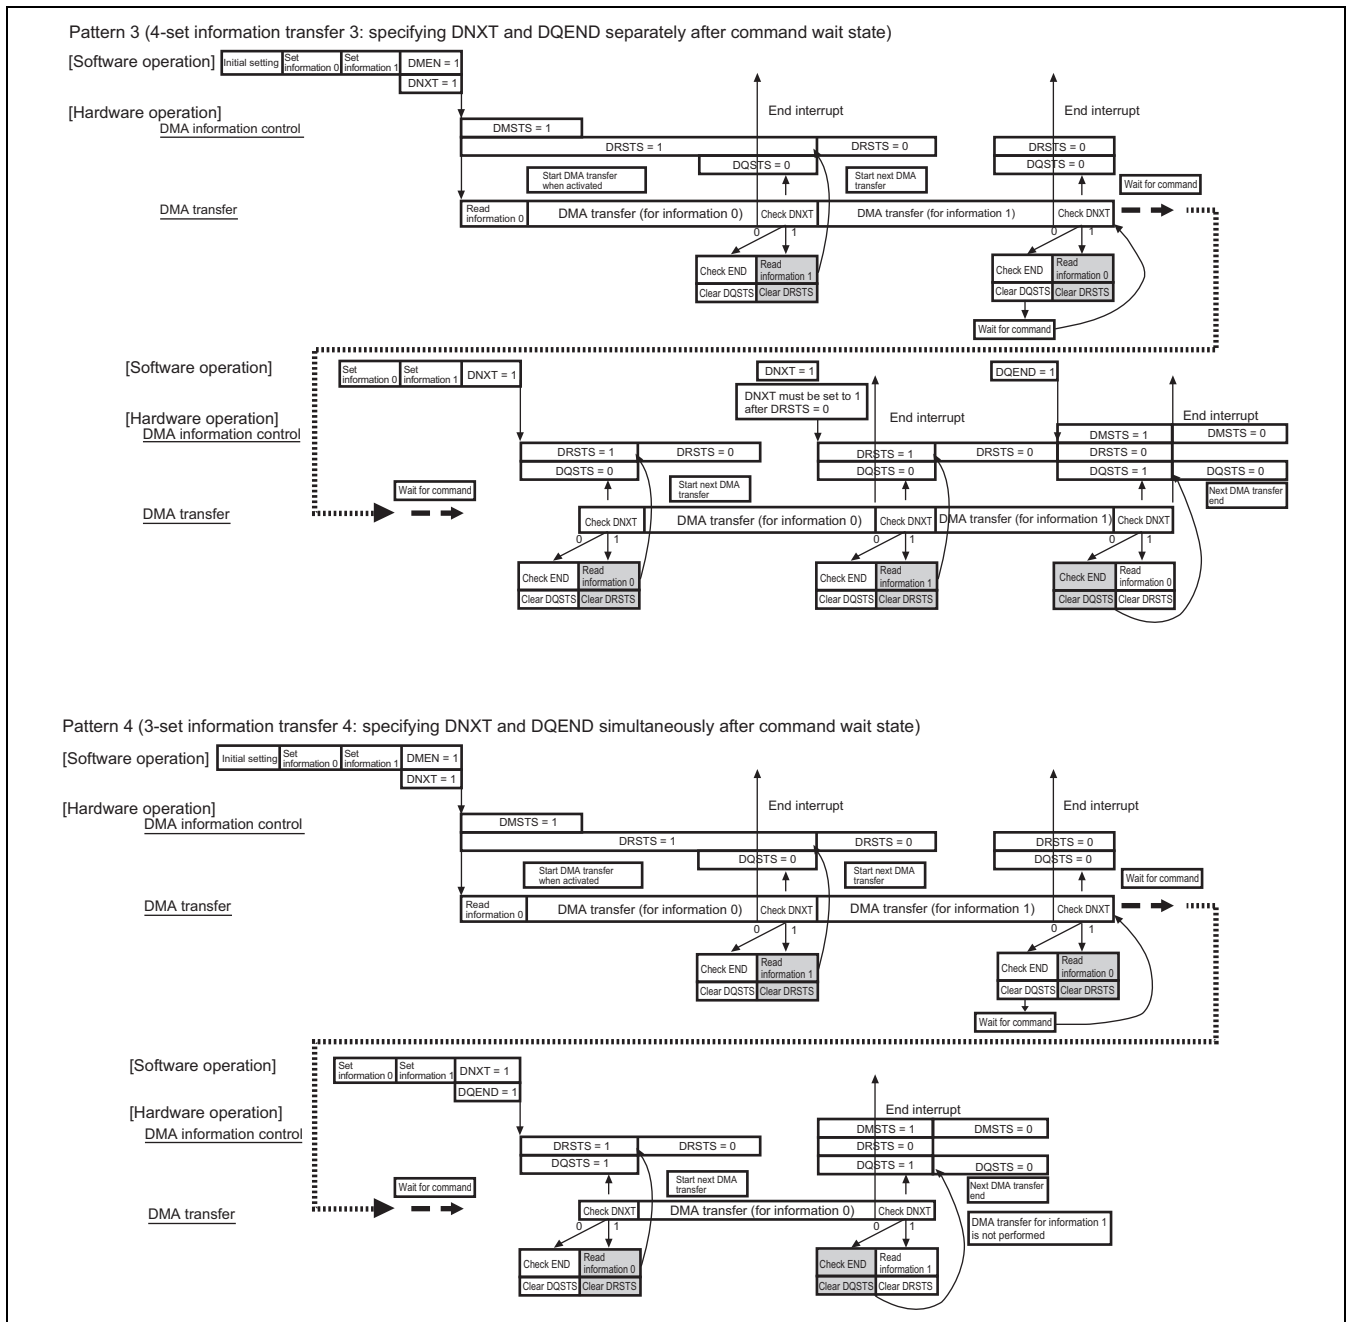 Pattern 3 (4-set information transfer 3: specifying DNXT and DQEND separately after command wait state)
[Software operation]
Initial setting
Set
information 0
Set
information 1
DMEN = 1
DNXT = 1
[Hardware operation]
DMA information control
End interrupt
End interrupt
DMSTS = 1
DRSTS = 1
DRSTS = 0
DRSTS = 0
DQSTS = 0
DQSTS = 0
Start DMA transfer
when activated
Start next DMA
transfer
Wait for command
DMA transfer
Read
information 0
DMA transfer (for information 0)
Check DNXT
DMA transfer (for information 1)
Check DNXT
0
1
0
1
Check END
Read
information 1
Clear DQSTS
Clear DRSTS
Check END
Read
information 0
Clear DQSTS
Clear DRSTS
Wait for command
[Software operation]
Set
information 0
Set
information 1
DNXT = 1
DNXT = 1
DQEND = 1
DNXT must be set to 1
after DRSTS = 0
[Hardware operation]
DMA information control
End interrupt
End interrupt
DMSTS = 1
DMSTS = 0
DRSTS = 1
DRSTS = 0
DRSTS = 1
DRSTS = 0
DRSTS = 0
DQSTS = 0
DQSTS = 0
DQSTS = 1
DQSTS = 0
Wait for command
Start next DMA
transfer
Next DMA transfer
end
DMA transfer
Check DNXT
DMA transfer (for information 0)
Check DNXT
DMA transfer (for information 1)
Check DNXT
0
1
0
1
0
1
Check END
Read
information 0
Clear DQSTS
Clear DRSTS
Check END
Read
information 1
Clear DQSTS
Clear DRSTS
Check END
Read
information 0
Clear DQSTS
Clear DRSTS
Pattern 4 (3-set information transfer 4: specifying DNXT and DQEND simultaneously after command wait state)
[Software operation]
Initial setting
Set
information 0
Set
information 1
DMEN = 1
DNXT = 1
[Hardware operation]
DMA information control
End interrupt
End interrupt
DMSTS = 1
DRSTS = 1
DRSTS = 0
DRSTS = 0
DQSTS = 0
DQSTS = 0
Start DMA transfer
when activated
Start next DMA
transfer
Wait for command
DMA transfer
Read
information 0
DMA transfer (for information 0)
Check DNXT
DMA transfer (for information 1)
Check DNXT
0
1
0
1
Check END
Read
information 1
Clear DQSTS
Clear DRSTS
Check END
Read
information 0
Clear DQSTS
Clear DRSTS
Wait for command
[Software operation]
Set
information 0
Set
information 1
DNXT = 1
DQEND = 1
[Hardware operation]
DMA information control
End interrupt
DMSTS = 1
DMSTS = 0
DRSTS = 1
DRSTS = 0
DRSTS = 0
DQSTS = 1
DQSTS = 1
DQSTS = 0
Wait for command
Start next DMA
transfer
Next DMA transfer
end
DMA transfer
Check DNXT
DMA transfer (for information 0)
Check DNXT
DMA transfer for information 1
is not performed
0
1
0
1
Check END
Read
information 0
Clear DQSTS
Clear DRSTS
Check END
Read
information 1
Clear DQSTS
Clear DRSTS